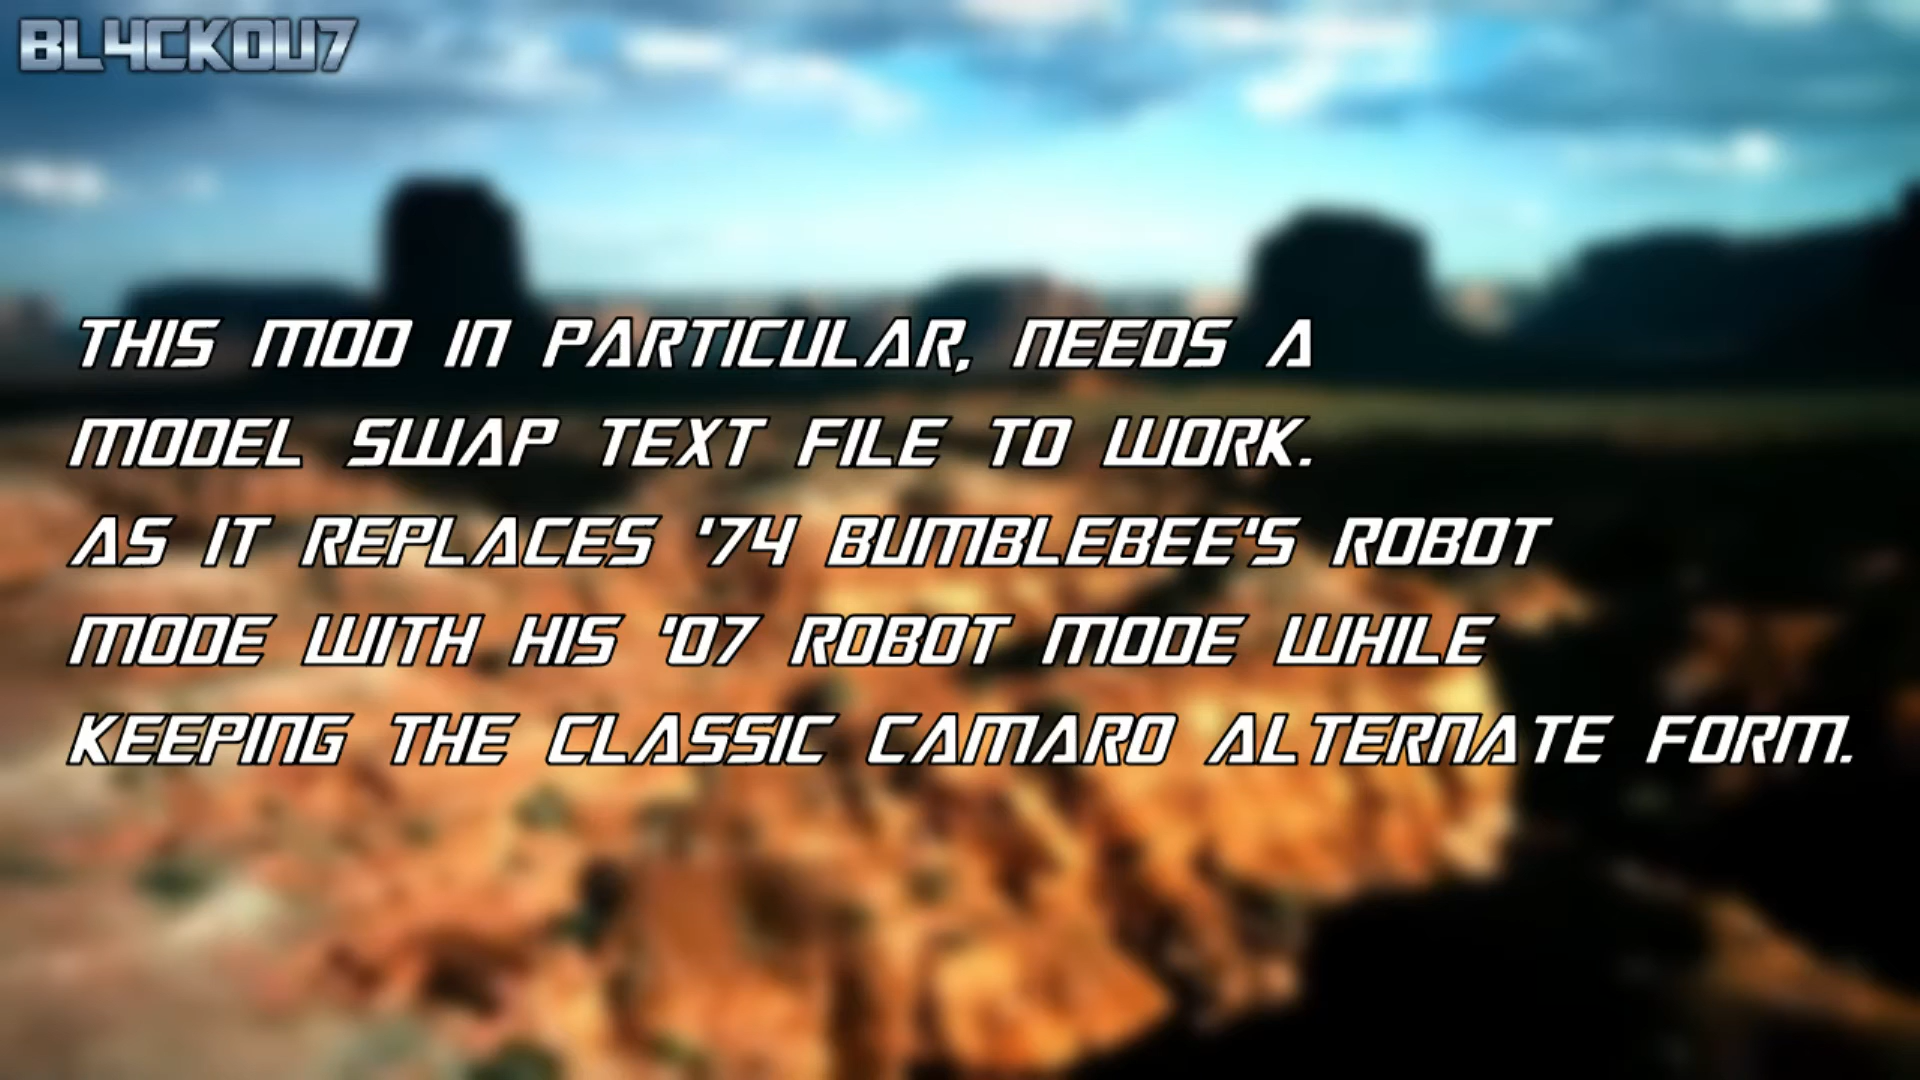 BL4CKOU7
THIS MOD IN PARTICULAR, NEEDS A
MODEL SWAP TEXT FILE TO WORK.
AS IT REPLACES '74 BUMBLEBEE'S ROBOT
MODE WITH HIS '07 ROBOT MODE WHILE
KEEPING THE CLASSIC CAMARO ALTERNATE FORM.